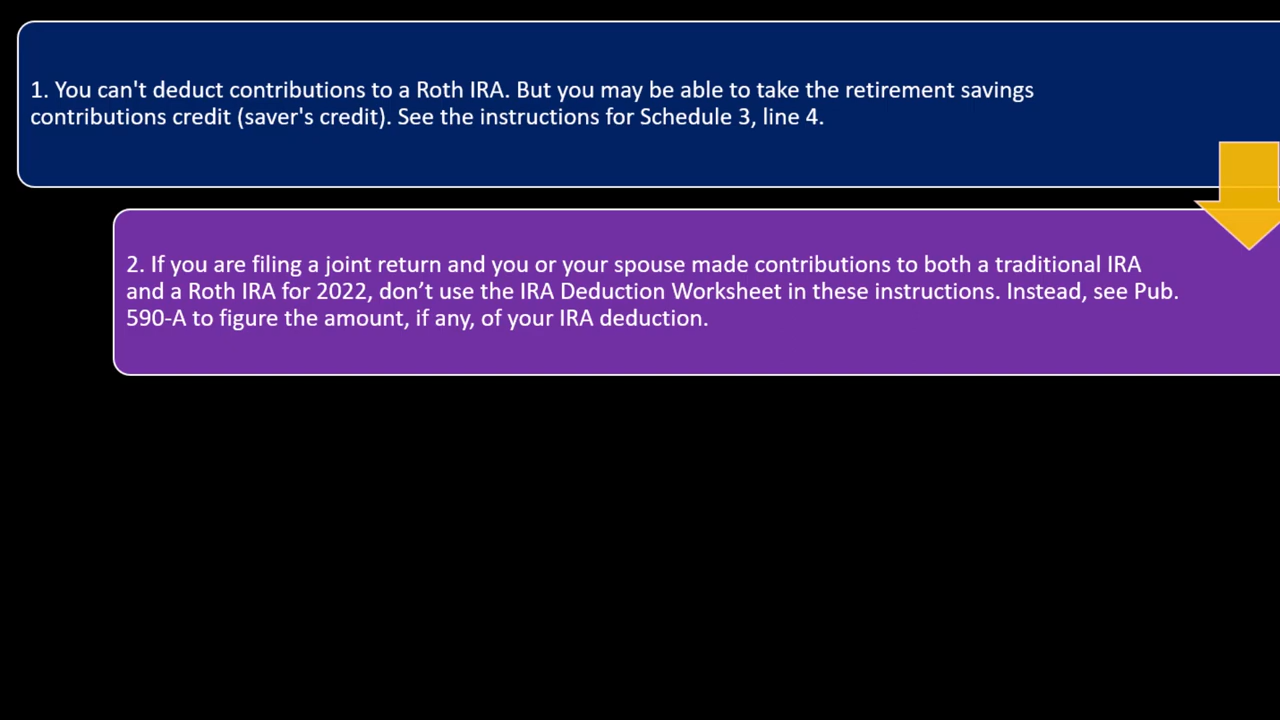 1. You can't deduct contributions to a Roth IRA. But you may be able to take the retirement savings
contributions credit (saver's credit). See the instructions for Schedule 3, line 4.
2. If you are filing a joint return and you or your spouse made contributions to both a traditional IRA
and a Roth IRA for 2022, don’t use the IRA Deduction Worksheet in these instructions. Instead, see Pub.
590-A to figure the amount, if any, of your IRA deduction.